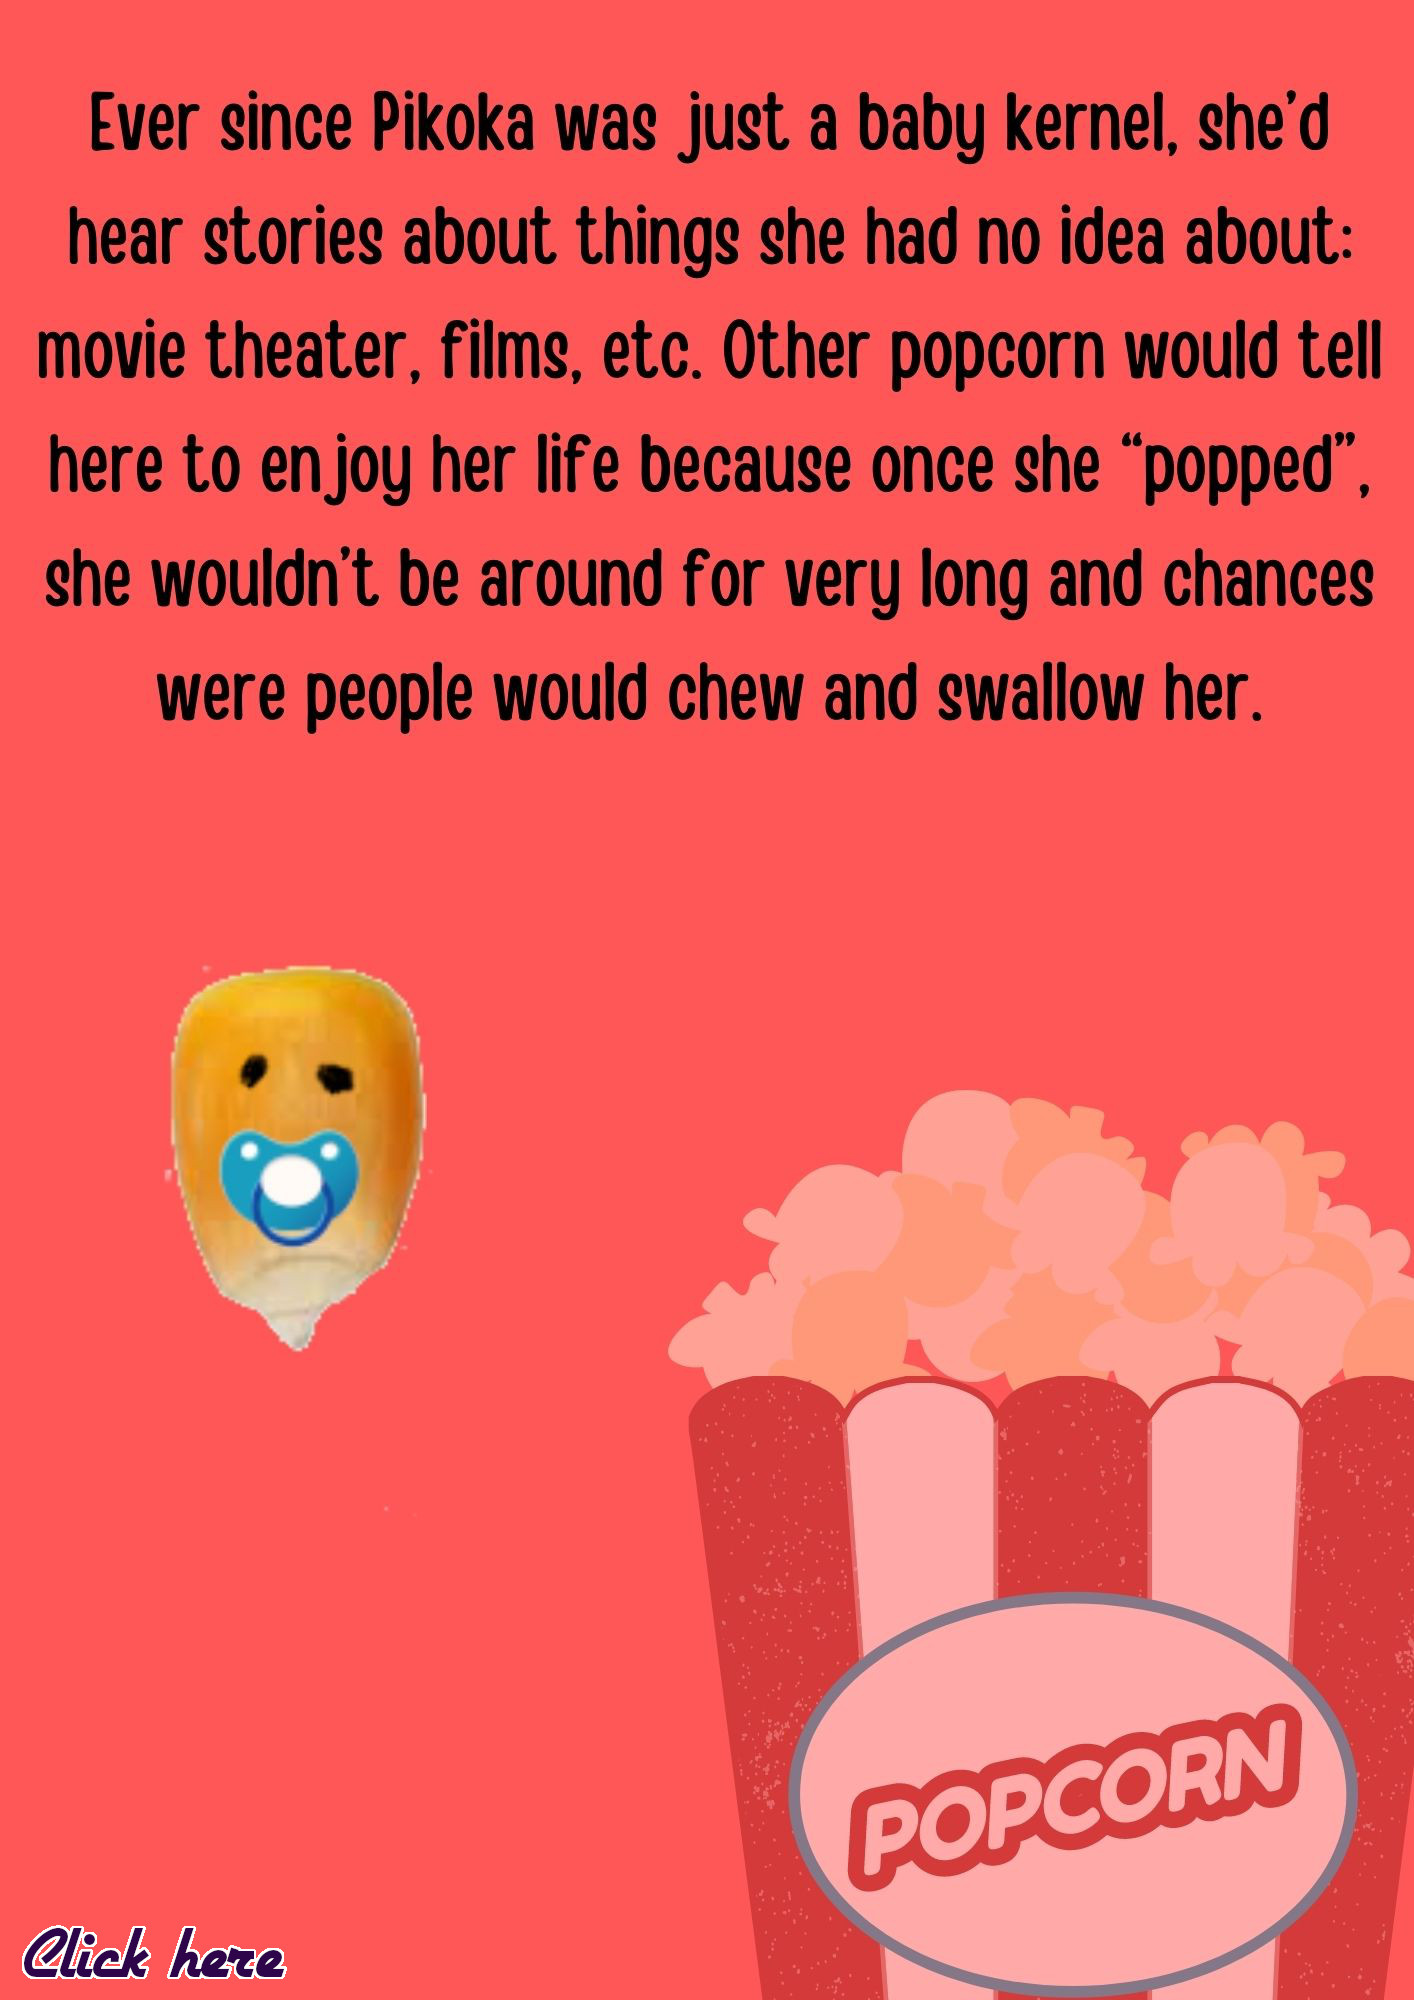 Ever since Pikoka was just a baby kernel, she’d
hear stories about things she had no idea about:
movie theater, films, etc. Other popcorn would tell
here to enjoy her life because once she “popped”,
she wouldn’t be around for very long and chances
were people would chew and swallow her.
POPCORN
Click here